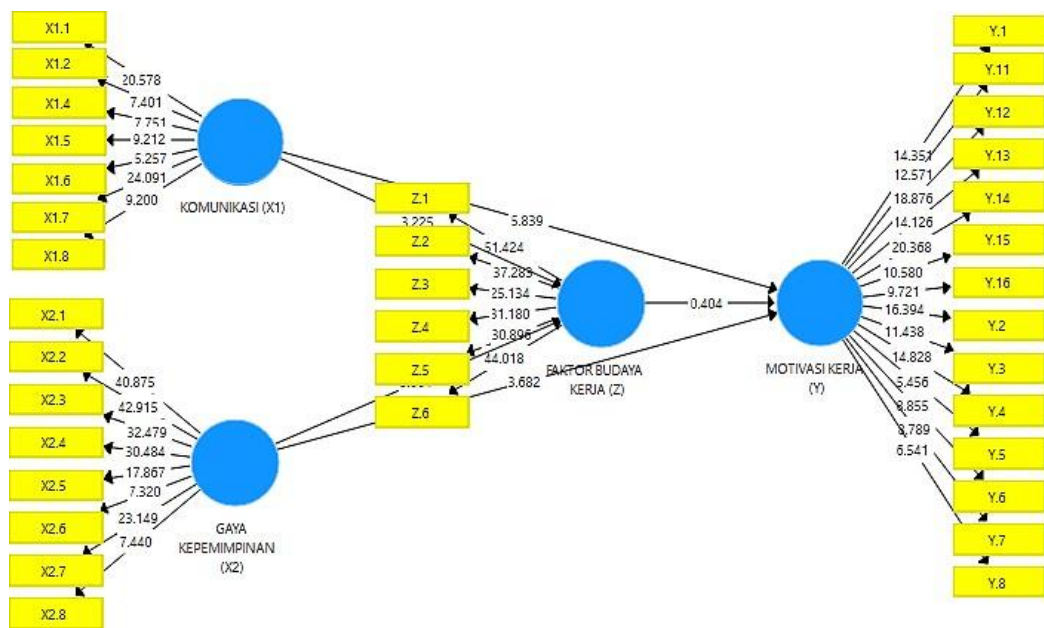 X1.1
X1.2
X1.4
X1.5
X1.6
X1.7
X1.8
20.578
7.401
7.751
9.212
5.257
24.091
9.200
KOMUNIKASI (X1)
X2.1
X2.2
X2.3
X2.4
X2.5
X2.6
X2.7
X2.8
40.875
42.915
32.479
30.484
17.867
7.320
23.149
7.440
GAYA
KEPEMIMPINAN
(X2)
Z.1
Z.2
Z.3
Z.4
Z.5
Z.6
3.225
5.839
51.424
37.283
25.134
31.180
30.896
44.018
3.682
FAKTOR BUDAYA
KERJA (Z)
0.404
MOTIVASI KERJA
(Y)
14.351
12.571
18.876
14.126
20.368
10.580
9.721
16.394
11.438
14.828
5.456
6.541
Y.1
Y.11
Y.12
Y.13
Y.14
Y.15
Y.16
Y.2
Y.3
Y.4
Y.5
Y.6
Y.7
Y.8